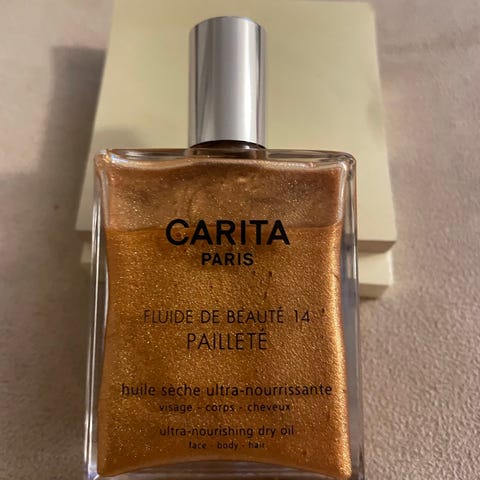 CARITA
PARIS
FLUIDE DE BEAUTÉ 14
PAILLETÉ
huile sèche ultra-nourrissante
visage - corps - cheveux
ultra-nourishing dry oil
face - body - hair